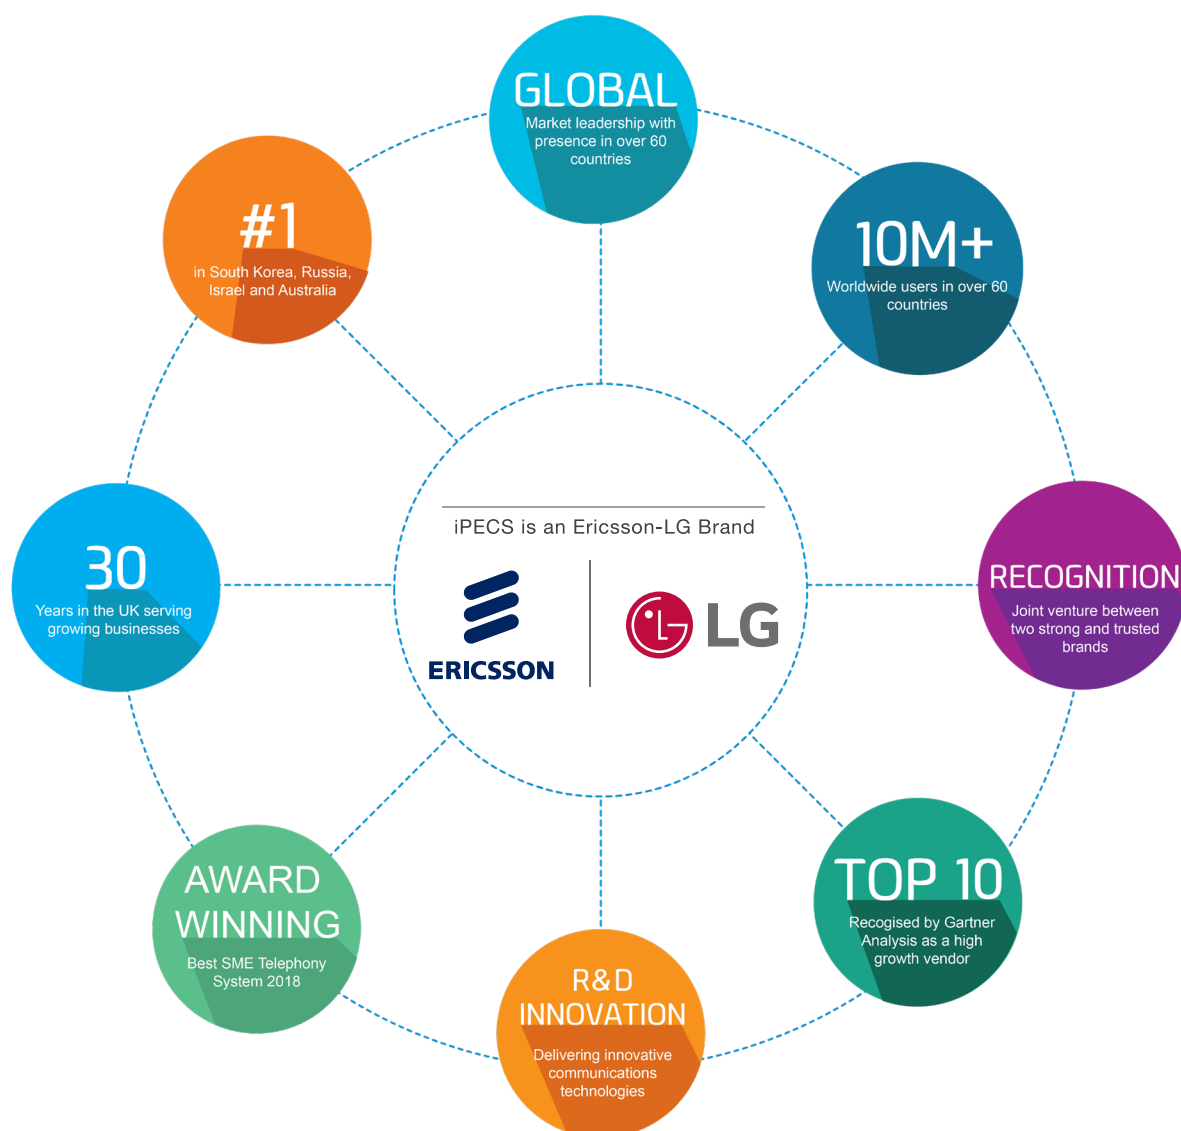 GLOBAL
Market leadership with
presence in over 60
countries
#1
in South Korea, Russia,
Israel and Australia
10M+
Worldwide users in over 60
countries
iPECS is an Ericsson-LG Brand
ERICSSON
LG
30
Years in the UK serving
growing businesses
RECOGNITION
Joint venture between
two strong and trusted
brands
AWARD
WINNING
Best SME Telephony
System 2018
TOP 10
Recogised by Gartner
Analysis as a high
growth vendor
R&D
INNOVATION
Delivering innovative
communications
technologies